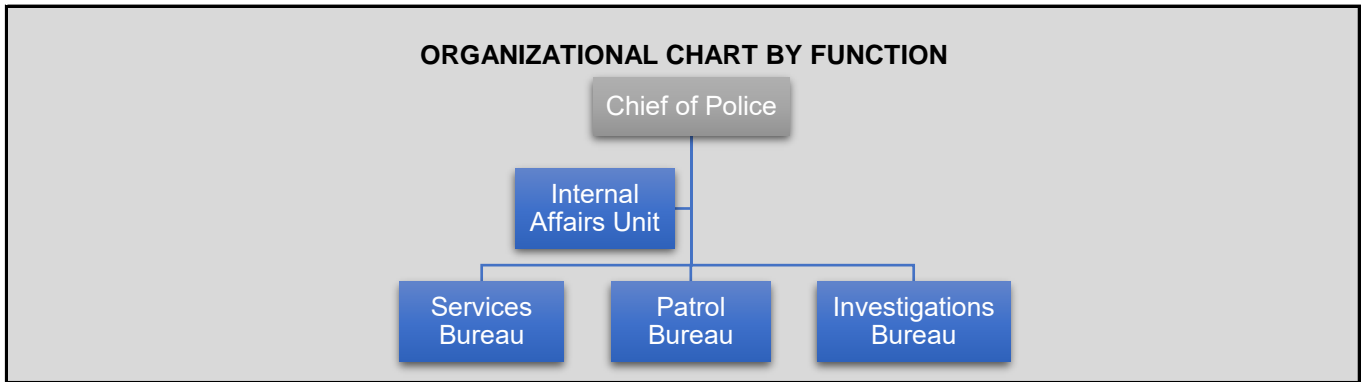 ORGANIZATIONAL CHART BY FUNCTION
Chief of Police
Internal
Affairs Unit
Services
Bureau
Patrol
Bureau
Investigations
Bureau